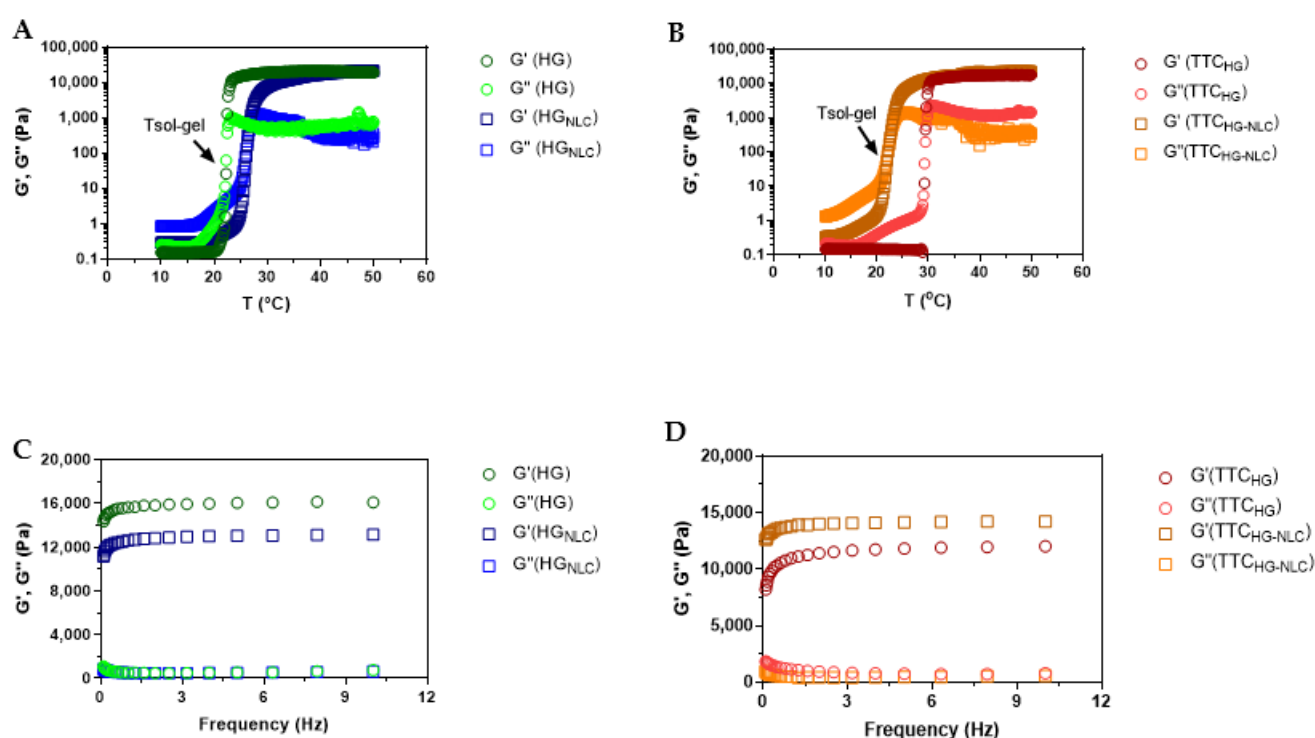 A
G', G" (Pa)
100,000
10,000
1,000
100
10
1
0.1
Tsol-gel
0 10 20 30 40 50 60
T (ºC)
G' (HG)
G" (HG)
G' (HGNLC)
G" (HGNLC)
B
G', G" (Pa)
100,000
10,000
1,000
100
10
1
0.1
Tsol-gel
0 10 20 30 40 50 60
T (ºC)
G' (TTCHG)
G"(TTCHG)
G' (TTCHG-NLC)
G"(TTCHG-NLC)
C
G', G" (Pa)
20,000
16,000
12,000
8,000
4,000
0
0 3 6 9 12
Frequency (Hz)
G'(HG)
G"(HG)
G'(HGNLC)
G"(HGNLC)
D
G', G" (Pa)
20,000
15,000
10,000
5,000
0
0 3 6 9 12
Frequency (Hz)
G'(TTCHG)
G"(TTCHG)
G'(TTCHG-NLC)
G"(TTCHG-NLC)